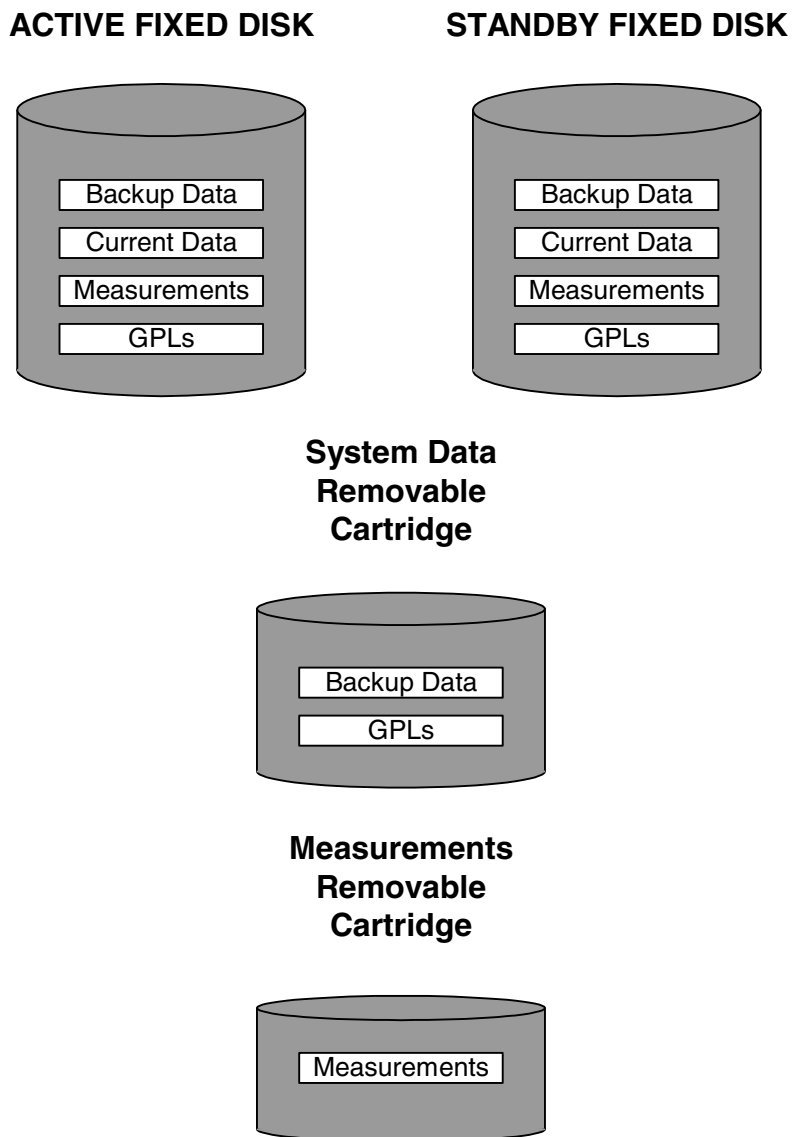 ACTIVE FIXED DISK
STANDBY FIXED DISK
Backup Data
Current Data
Measurements
GPLs
Backup Data
Current Data
Measurements
GPLs
System Data
Removable
Cartridge
Backup Data
GPLs
Measurements
Removable
Cartridge
Measurements